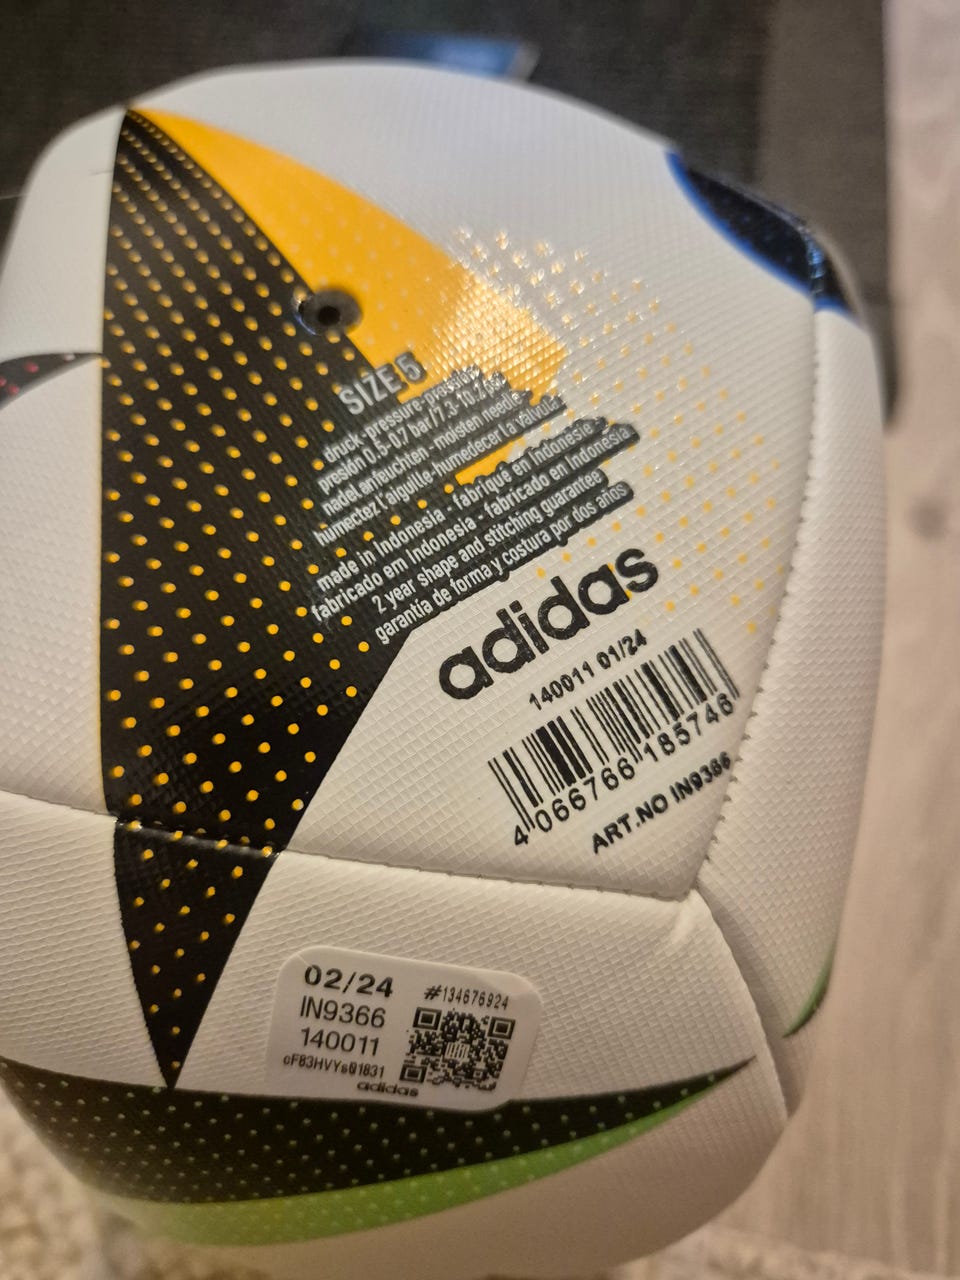 SIZE 5
druck-pressure-pression
presión 0,5-0,7 bar/7.3-10.2 psi
nadel erfeuchten - moisten needle
humectez l'aiguille-humedecer la válvula
made in Indonesia - fabriqué en Indonésie
fabricado em Indonesia - fabricado en Indonesia
2 year shape and stitching guarantee
garantía de forma y costura por dos años
adidas
140011 01/24
4 066766 185746
ART.NO IN9366
02/24
#134676924
IN9366
140011
adidas